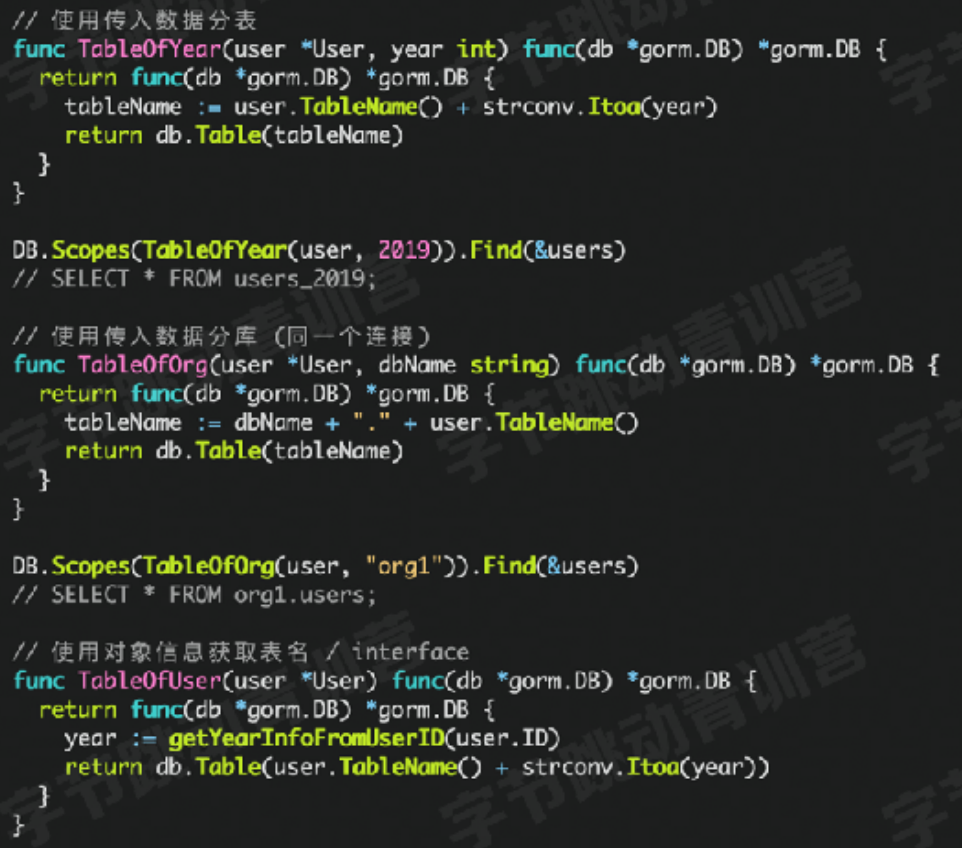 // 使用传入数据分表
func TableOfYear(user *User, year int) func(db *gorm.DB) *gorm.DB {
  return func(db *gorm.DB) *gorm.DB {
    tableName := user.TableName() + strconv.Itoa(year)
    return db.Table(tableName)
  }
}

DB.Scopes(TableOfYear(user, 2019)).Find(&users)
// SELECT * FROM users_2019;

// 使用传入数据分库 (同一个连接)
func TableOfOrg(user *User, dbName string) func(db *gorm.DB) *gorm.DB {
  return func(db *gorm.DB) *gorm.DB {
    tableName := dbName + "." + user.TableName()
    return db.Table(tableName)
  }
}

DB.Scopes(TableOfOrg(user, "org1")).Find(&users)
// SELECT * FROM org1.users;

// 使用对象信息获取表名 / interface
func TableOfUser(user *User) func(db *gorm.DB) *gorm.DB {
  return func(db *gorm.DB) *gorm.DB {
    year := getYearInfoFromUserID(user.ID)
    return db.Table(user.TableName() + strconv.Itoa(year))
  }
}
字节跳动青训营
字节跳动青训营